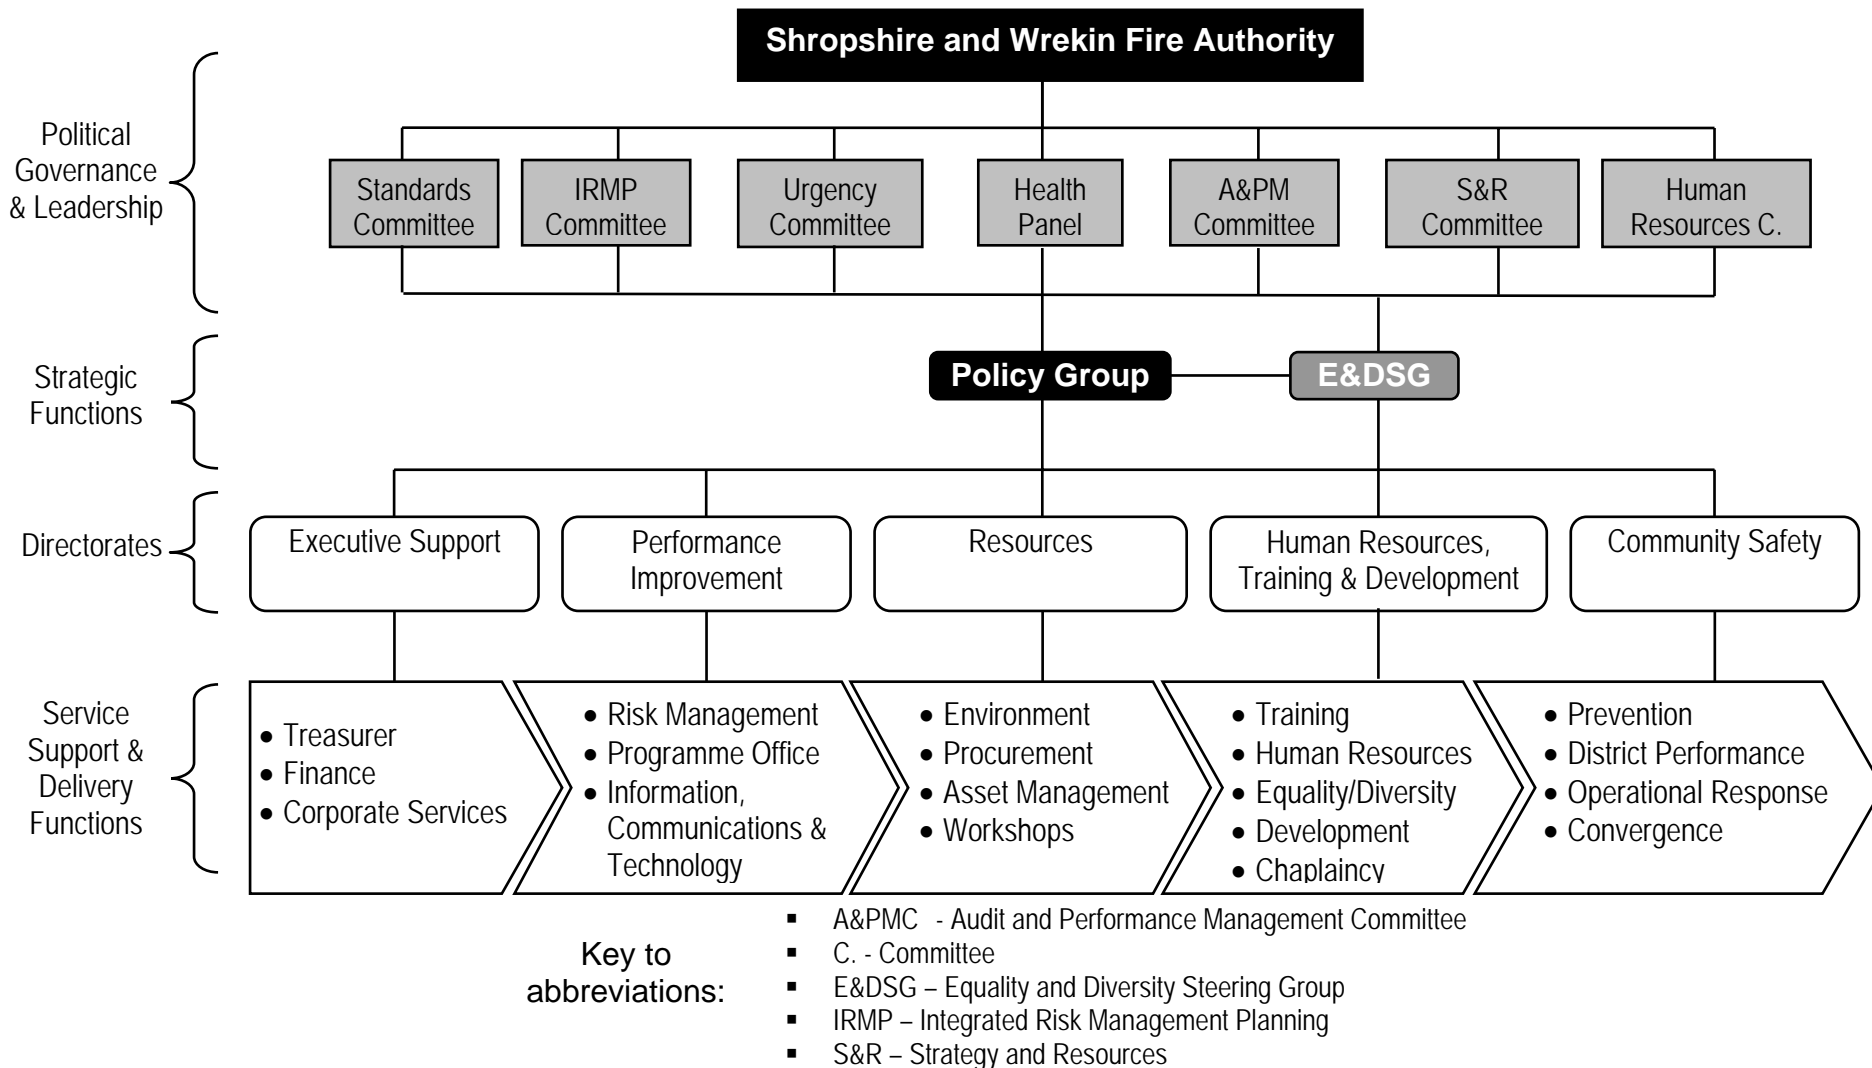 Shropshire and Wrekin Fire Authority
Political
Governance
& Leadership
Standards
Committee
IRMP
Committee
Urgency
Committee
Health
Panel
A&PM
Committee
S&R
Committee
Human
Resources C.
Strategic
Functions
Policy Group
E&DSG
Directorates
Executive Support
Performance
Improvement
Resources
Human Resources,
Training & Development
Community Safety
Service
Support &
Delivery
Functions
• Treasurer
• Finance
• Corporate Services
• Risk Management
• Programme Office
• Information,
Communications &
Technology
• Environment
• Procurement
• Asset Management
• Workshops
• Training
• Human Resources
• Equality/Diversity
• Development
• Chaplaincy
• Prevention
• District Performance
• Operational Response
• Convergence
Key to
abbreviations:
▪ A&PMC - Audit and Performance Management Committee
▪ C. - Committee
▪ E&DSG – Equality and Diversity Steering Group
▪ IRMP – Integrated Risk Management Planning
▪ S&R – Strategy and Resources